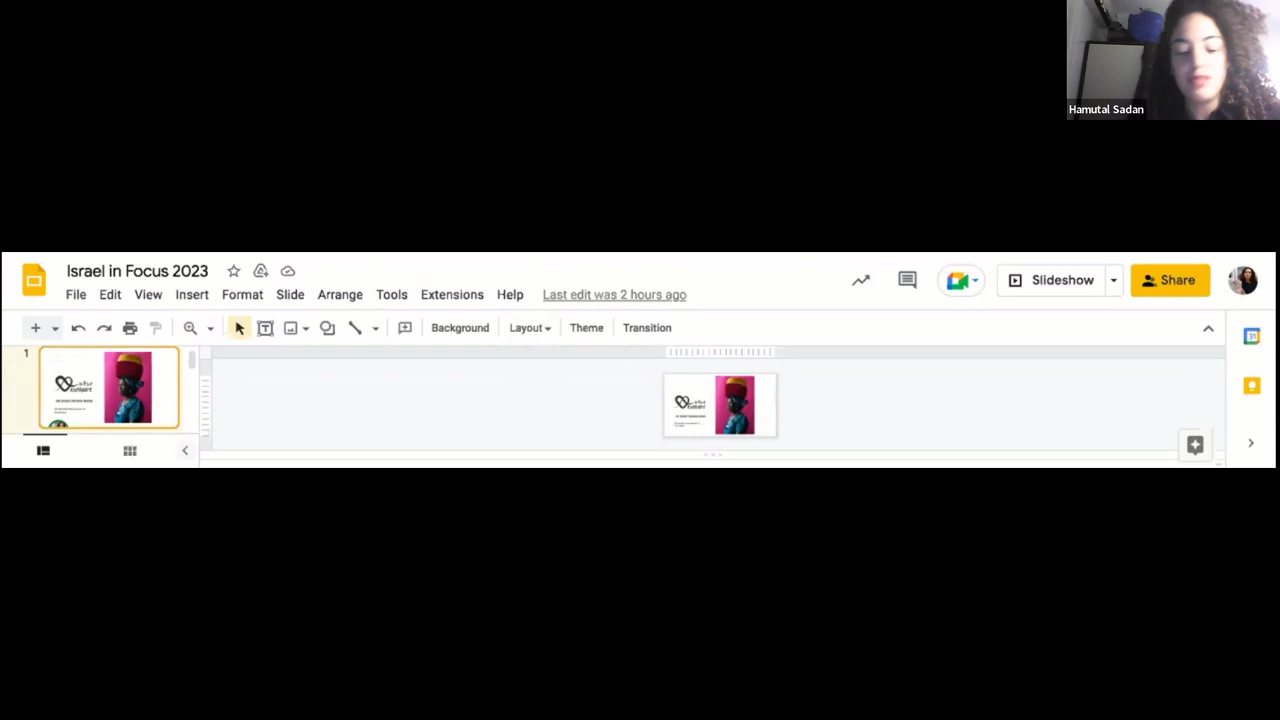 Hamutal Sadan
Israel in Focus 2023
File Edit View Insert Format Slide Arrange Tools Extensions Help Last edit was 2 hours ago
Slideshow
Share
Background Layout Theme Transition
31
1